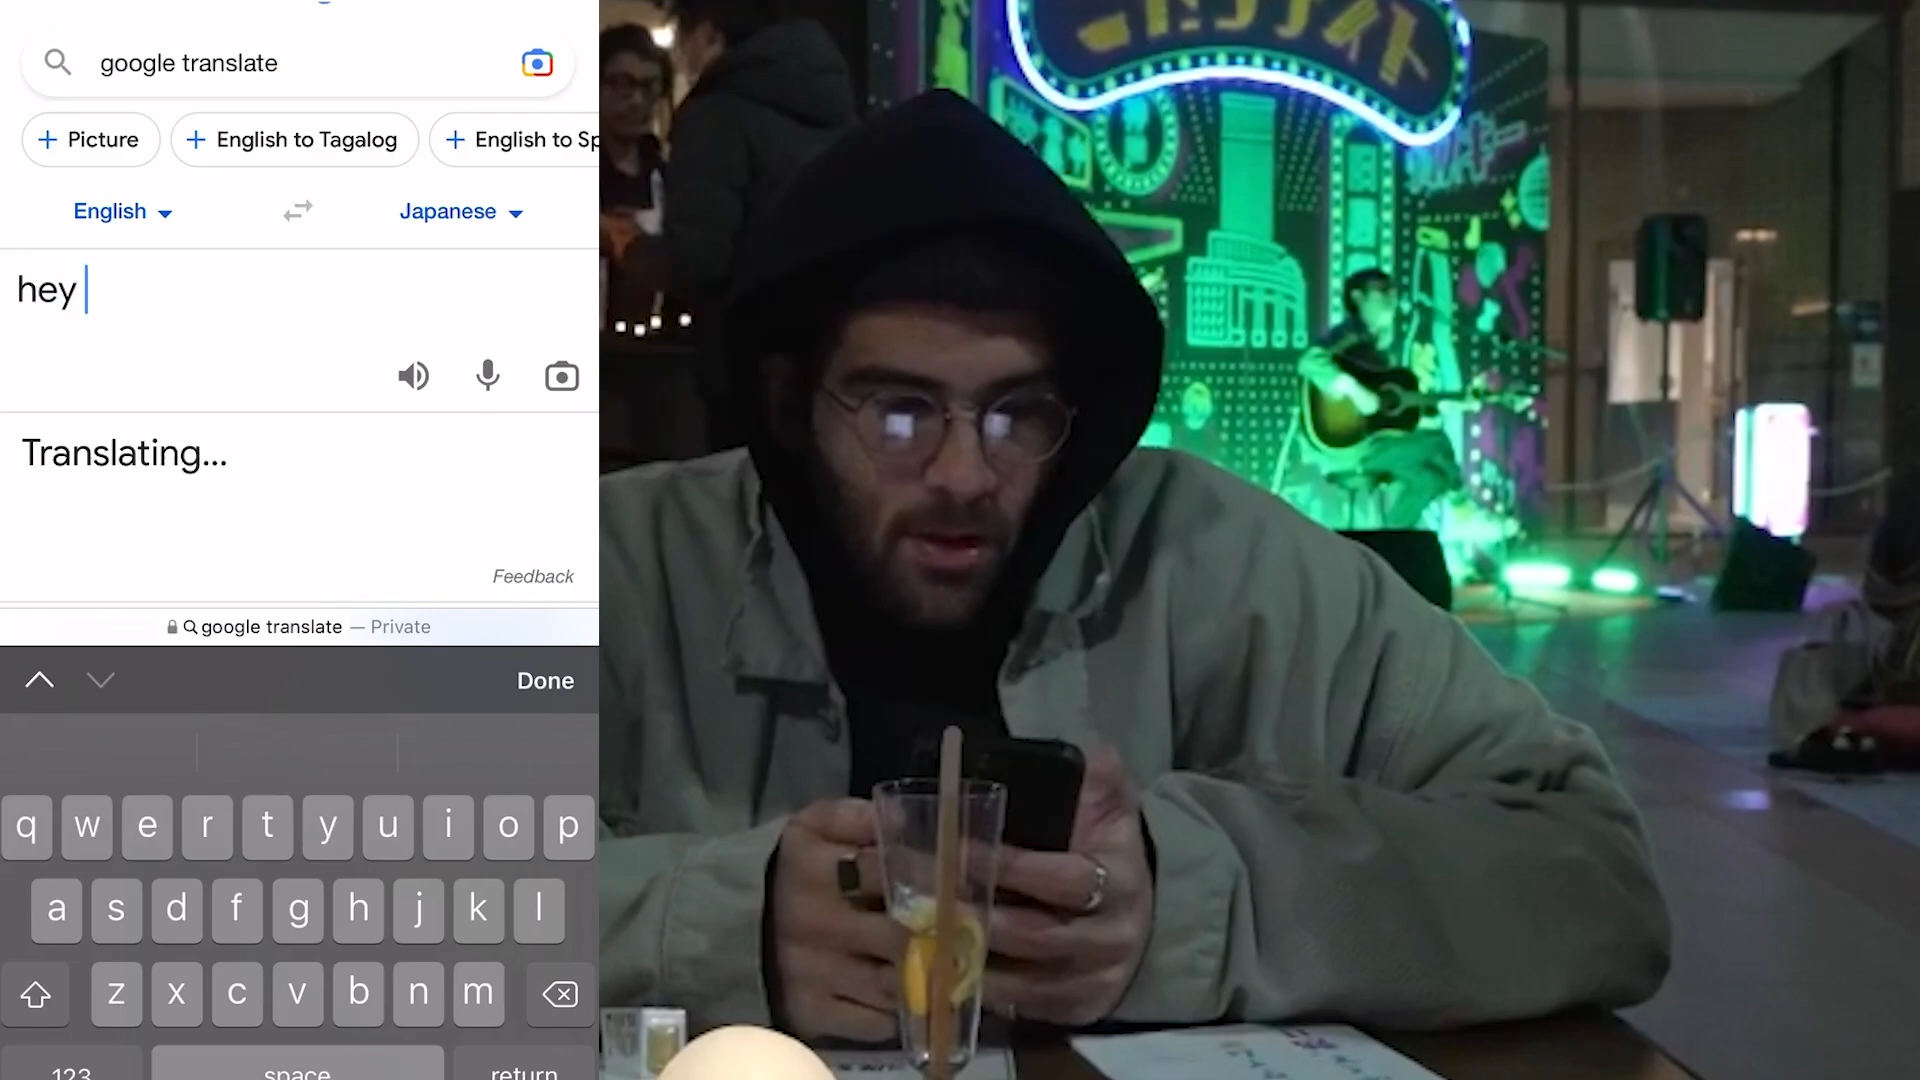 google translate
Picture
English to Tagalog
English to Sp
English
Japanese
hey
Translating...
Feedback
google translate — Private
Done
q w e r t y u i o p
a s d f g h j k l
z x c v b n m
123
space
return